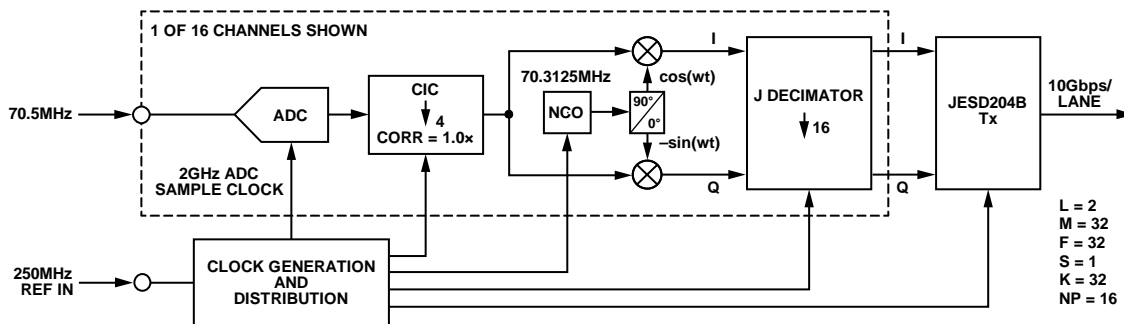 1 OF 16 CHANNELS SHOWN
70.5MHz
ADC
2GHz ADC
SAMPLE CLOCK
CIC
4
CORR = 1.0×
70.3125MHz
NCO
90°
0°
cos(wt)
–sin(wt)
I
Q
J DECIMATOR
16
I
Q
JESD204B
Tx
10Gbps/
LANE
250MHz
REF IN
CLOCK GENERATION
AND
DISTRIBUTION
L = 2
M = 32
F = 32
S = 1
K = 32
NP = 16